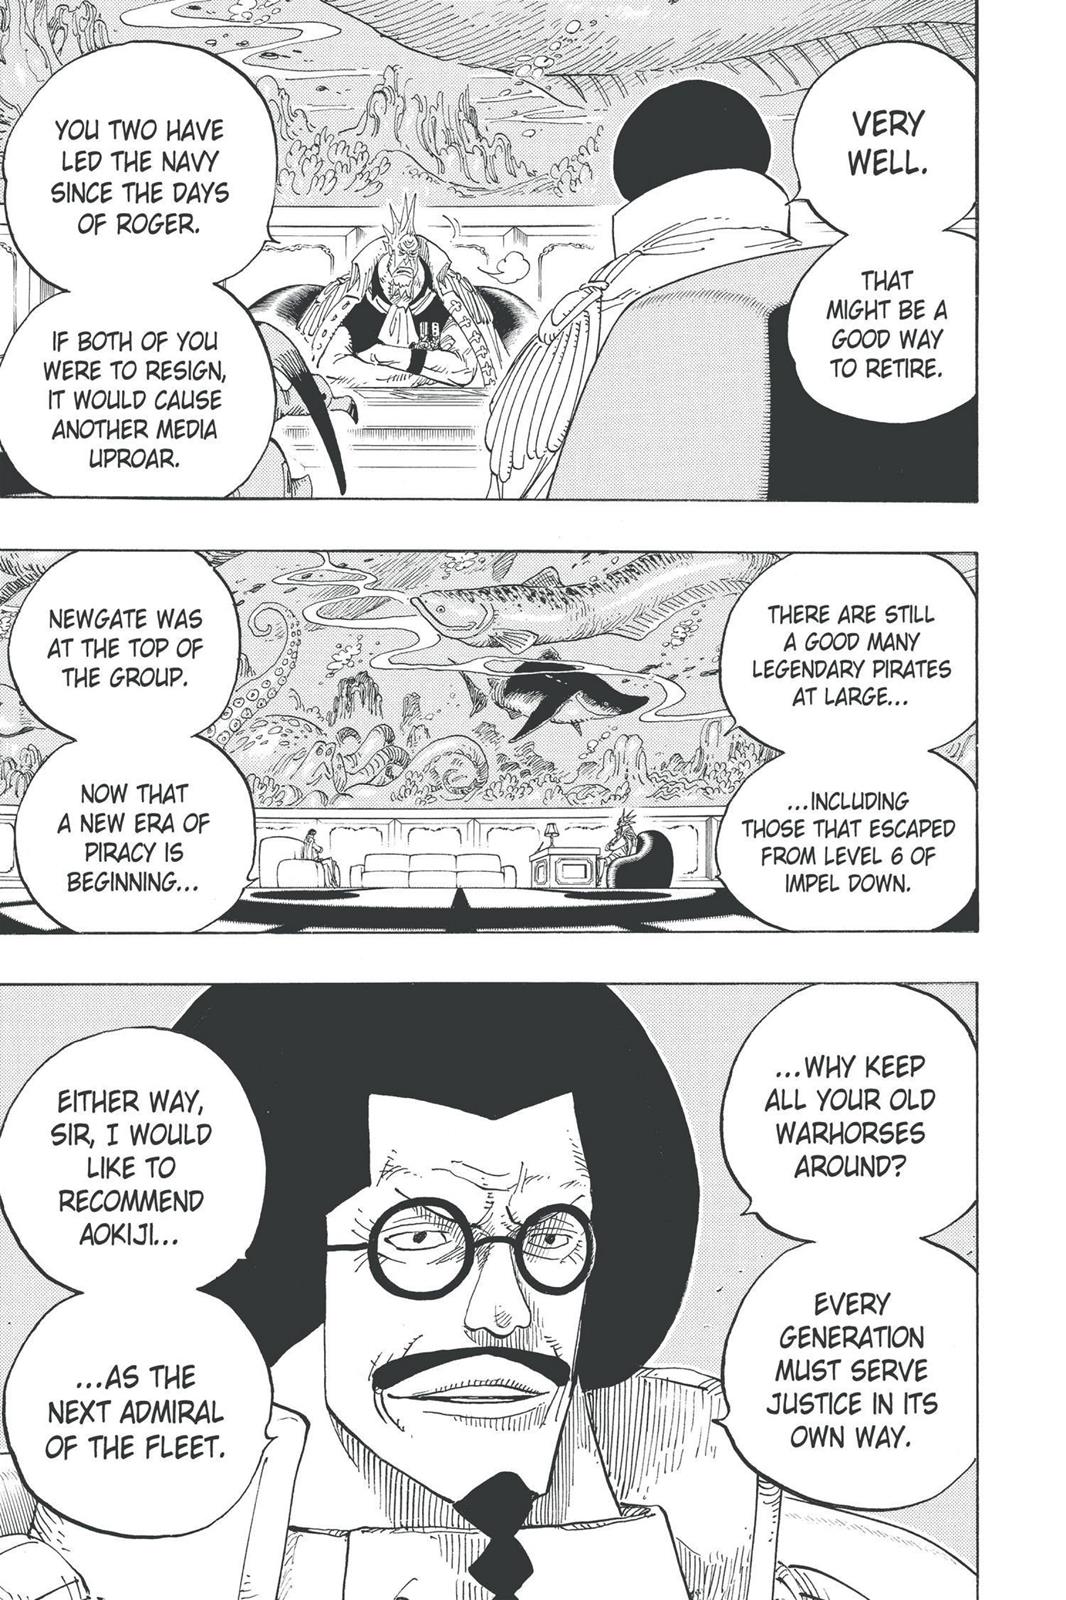 VERY
WELL.
THAT
MIGHT BE A
GOOD WAY
TO RETIRE.
YOU TWO HAVE
LED THE NAVY
SINCE THE DAYS
OF ROGER.
IF BOTH OF YOU
WERE TO RESIGN,
IT WOULD CAUSE
ANOTHER MEDIA
UPROAR.
THERE ARE STILL
A GOOD MANY
LEGENDARY PIRATES
AT LARGE...
...INCLUDING
THOSE THAT ESCAPED
FROM LEVEL 6 OF
IMPEL DOWN.
NEWGATE WAS
AT THE TOP OF
THE GROUP.
NOW THAT
A NEW ERA OF
PIRACY IS
BEGINNING...
...WHY KEEP
ALL YOUR OLD
WARHORSES
AROUND?
EVERY
GENERATION
MUST SERVE
JUSTICE IN ITS
OWN WAY.
EITHER WAY,
SIR, I WOULD
LIKE TO
RECOMMEND
AOKIJI...
...AS THE
NEXT ADMIRAL
OF THE FLEET.